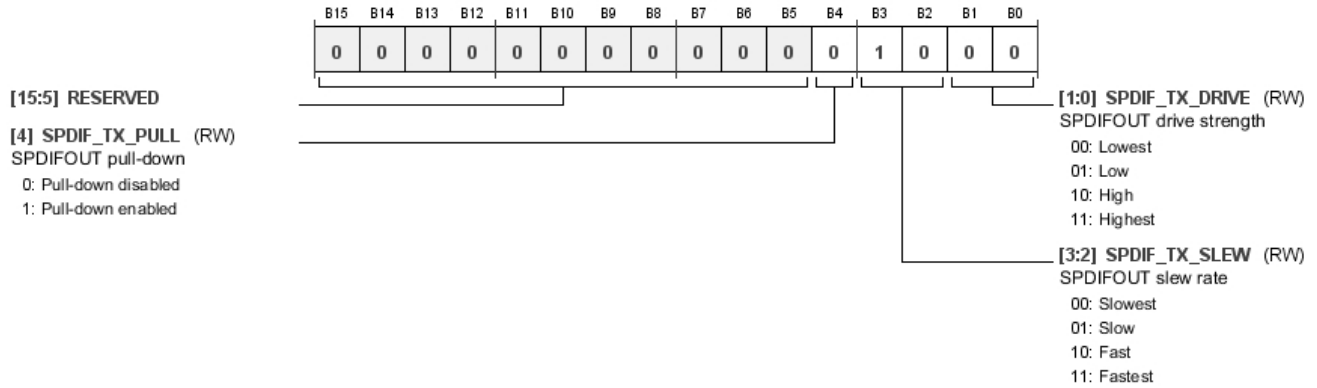 B15 B14 B13 B12 B11 B10 B9 B8 B7 B6 B5 B4 B3 B2 B1 B0
0 0 0 0 0 0 0 0 0 0 0 0 1 0 0 0
[15:5] RESERVED
[4] SPDIF_TX_PULL (RW)
SPDIFOUT pull-down
0: Pull-down disabled
1: Pull-down enabled
[1:0] SPDIF_TX_DRIVE (RW)
SPDIFOUT drive strength
00: Lowest
01: Low
10: High
11: Highest
[3:2] SPDIF_TX_SLEW (RW)
SPDIFOUT slew rate
00: Slowest
01: Slow
10: Fast
11: Fastest